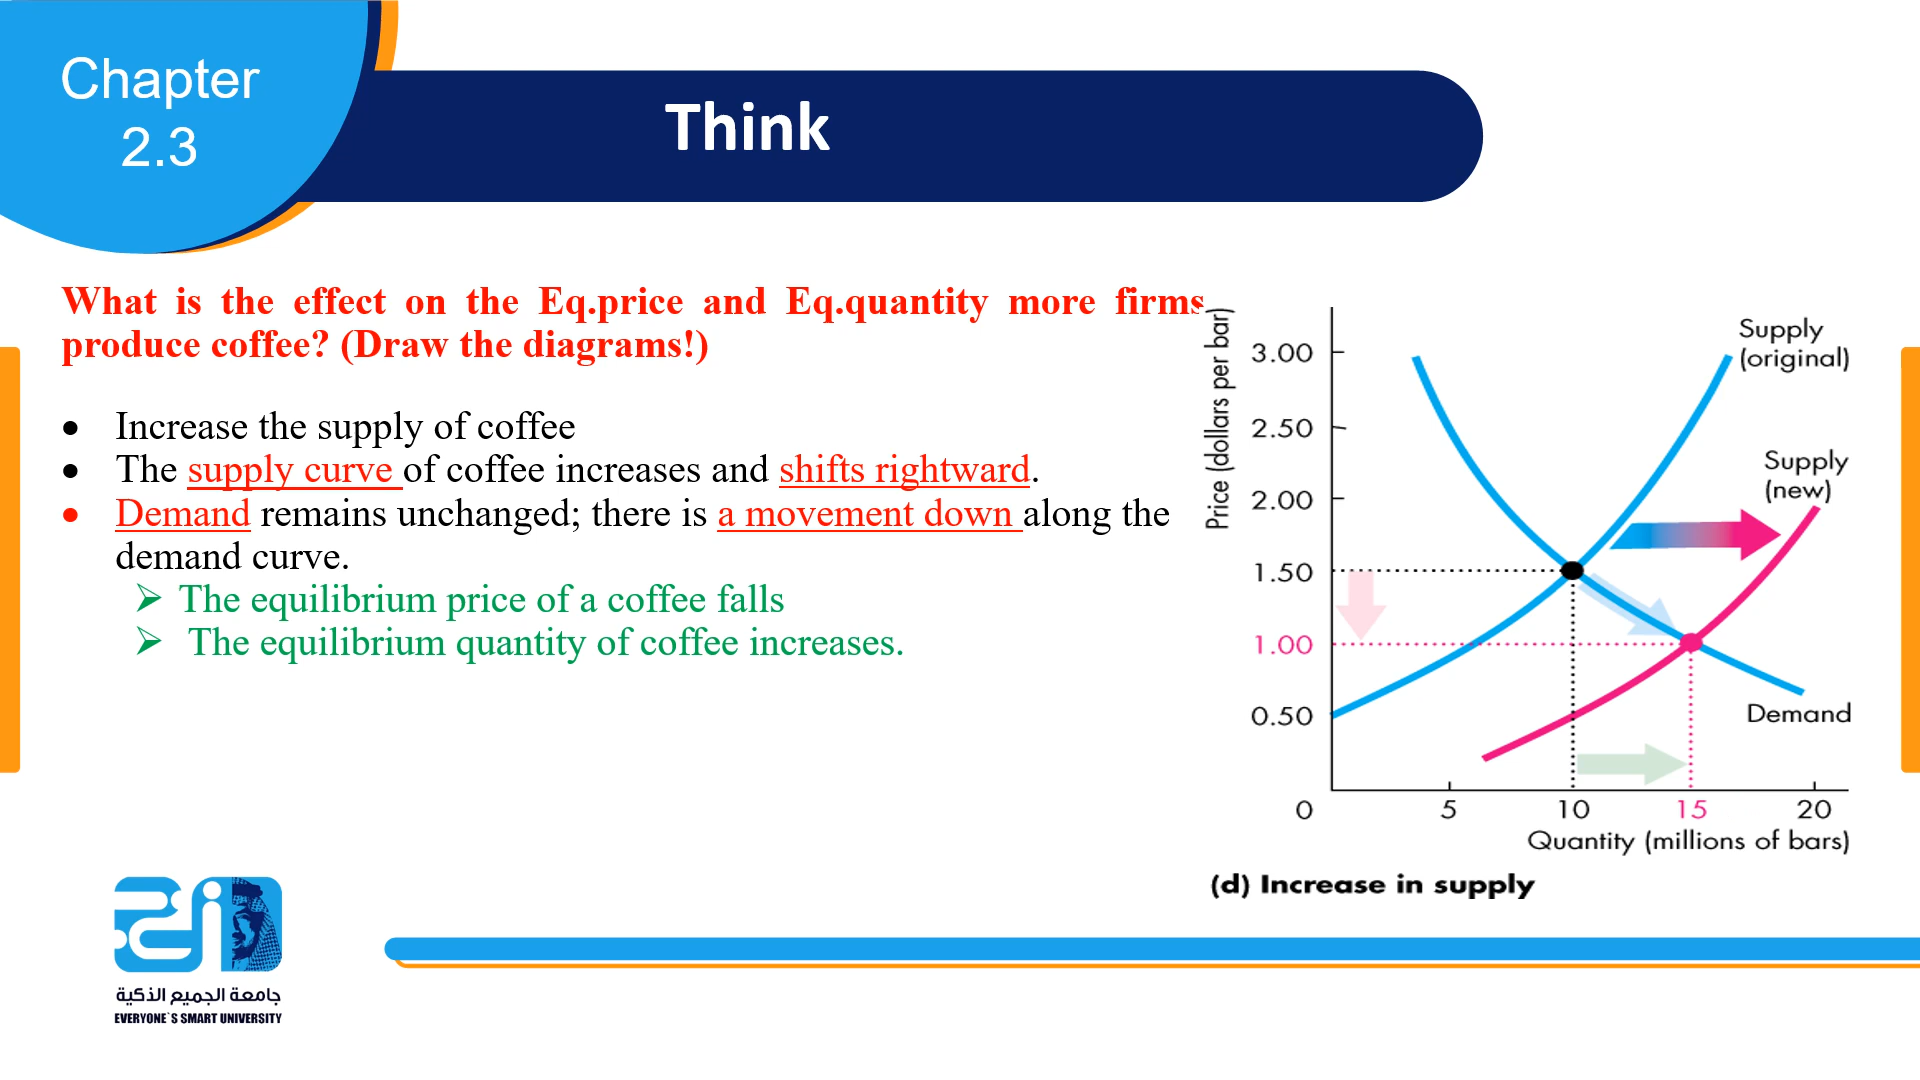 Chapter
2.3
Think
What is the effect on the Eq.price and Eq.quantity more firms
produce coffee? (Draw the diagrams!)
• Increase the supply of coffee
• The supply curve of coffee increases and shifts rightward.
• Demand remains unchanged; there is a movement down along the
demand curve.
➢ The equilibrium price of a coffee falls
➢ The equilibrium quantity of coffee increases.
Price (dollars per bar)
3.00
2.50
2.00
1.50
1.00
0.50
0
5
10
15
20
Supply
(original)
Supply
(new)
Demand
Quantity (millions of bars)
(d) Increase in supply
جامعة الجميع الذكية
EVERYONE`S SMART UNIVERSITY